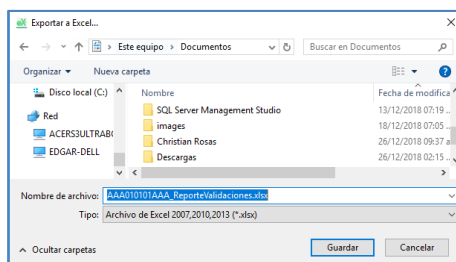 Exportar a Excel...
Este equipo > Documentos
Buscar en Documentos
Organizar
Nueva carpeta
Disco local (C:)
Red
ACERS3ULTRABO
EDGAR-DELL
Nombre
Fecha de modifica
SQL Server Management Studio
13/12/2018 07:19 ..
images
18/12/2018 07:05 ..
Christian Rosas
26/12/2018 09:37 a
Descargas
26/12/2018 02:15 ..
Nombre de archivo:
AAA010101AAA_ReporteValidaciones.xlsx
Tipo:
Archivo de Excel 2007,2010,2013 (*.xlsx)
Ocultar carpetas
Guardar
Cancelar